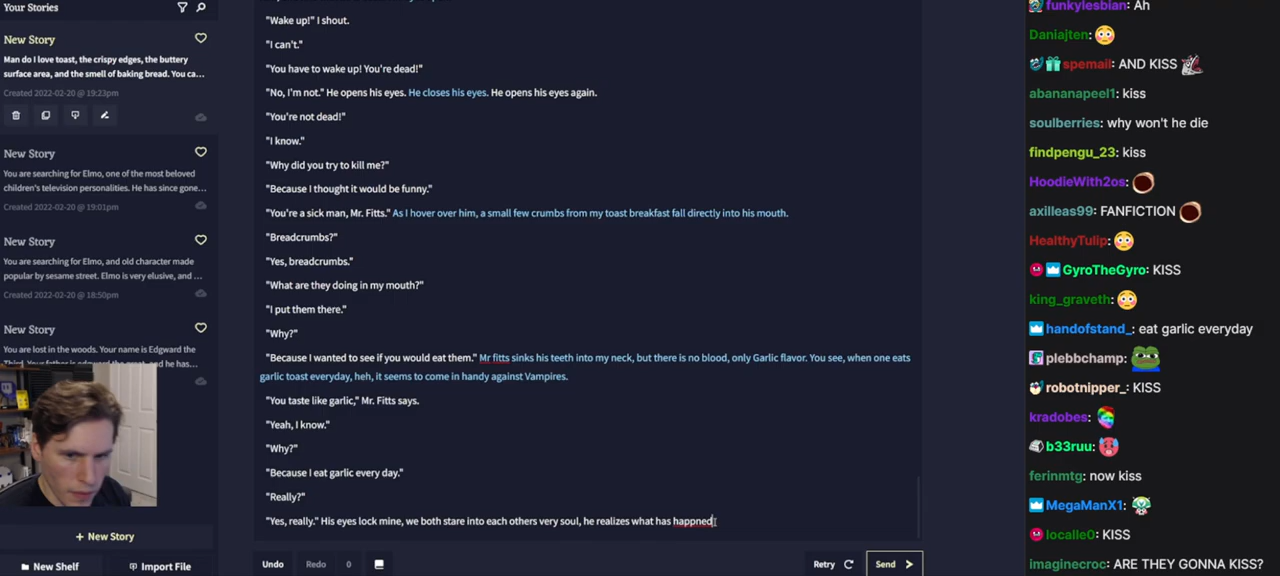 Your Stories
New Story
Man do I love toast, the crispy edges, the buttery
surface area, and the smell of baking bread. You ca...
Created 2022-02-20 @ 19:23pm
New Story
You are searching for Elmo, one of the most beloved
children's television personalities. He has since gone...
Created 2022-02-20 @ 19:01pm
New Story
You are searching for Elmo, and old character made
popular by sesame street. Elmo is very elusive, and ...
Created 2022-02-20 @ 18:50pm
New Story
You are lost in the woods. Your name is Edgward the
+ New Story
New Shelf
Import File
"Wake up!" I shout.
"I can't."
"You have to wake up! You're dead!"
"No, I'm not." He opens his eyes. He closes his eyes. He opens his eyes again.
"You're not dead!"
"I know."
"Why did you try to kill me?"
"Because I thought it would be funny."
"You're a sick man, Mr. Fitts." As I hover over him, a small few crumbs from my toast breakfast fall directly into his mouth.
"Breadcrumbs?"
"Yes, breadcrumbs."
"What are they doing in my mouth?"
"I put them there."
"Why?"
"Because I wanted to see if you would eat them." Mr fitts sinks his teeth into my neck, but there is no blood, only Garlic flavor. You see, when one eats
garlic toast everyday, heh, it seems to come in handy against Vampires.
"You taste like garlic," Mr. Fitts says.
"Yeah, I know."
"Why?"
"Because I eat garlic every day."
"Really?"
"Yes, really." His eyes lock mine, we both stare into each others very soul, he realizes what has happned
Undo
Redo
0
Retry
Send
funkylesbian: Ah
Daniajten:
spemail: AND KISS
abananapeel1: kiss
soulberries: why won't he die
findpengu_23: kiss
HoodieWith2os:
axilleas99: FANFICTION
HealthyTulip:
GyroTheGyro: KISS
king_graveth:
handofstand_: eat garlic everyday
plebbchamp:
robotnipper_: KISS
kradobes:
b33ruu:
ferinmtg: now kiss
MegaManX1:
localle0: KISS
imaginecroc: ARE THEY GONNA KISS?